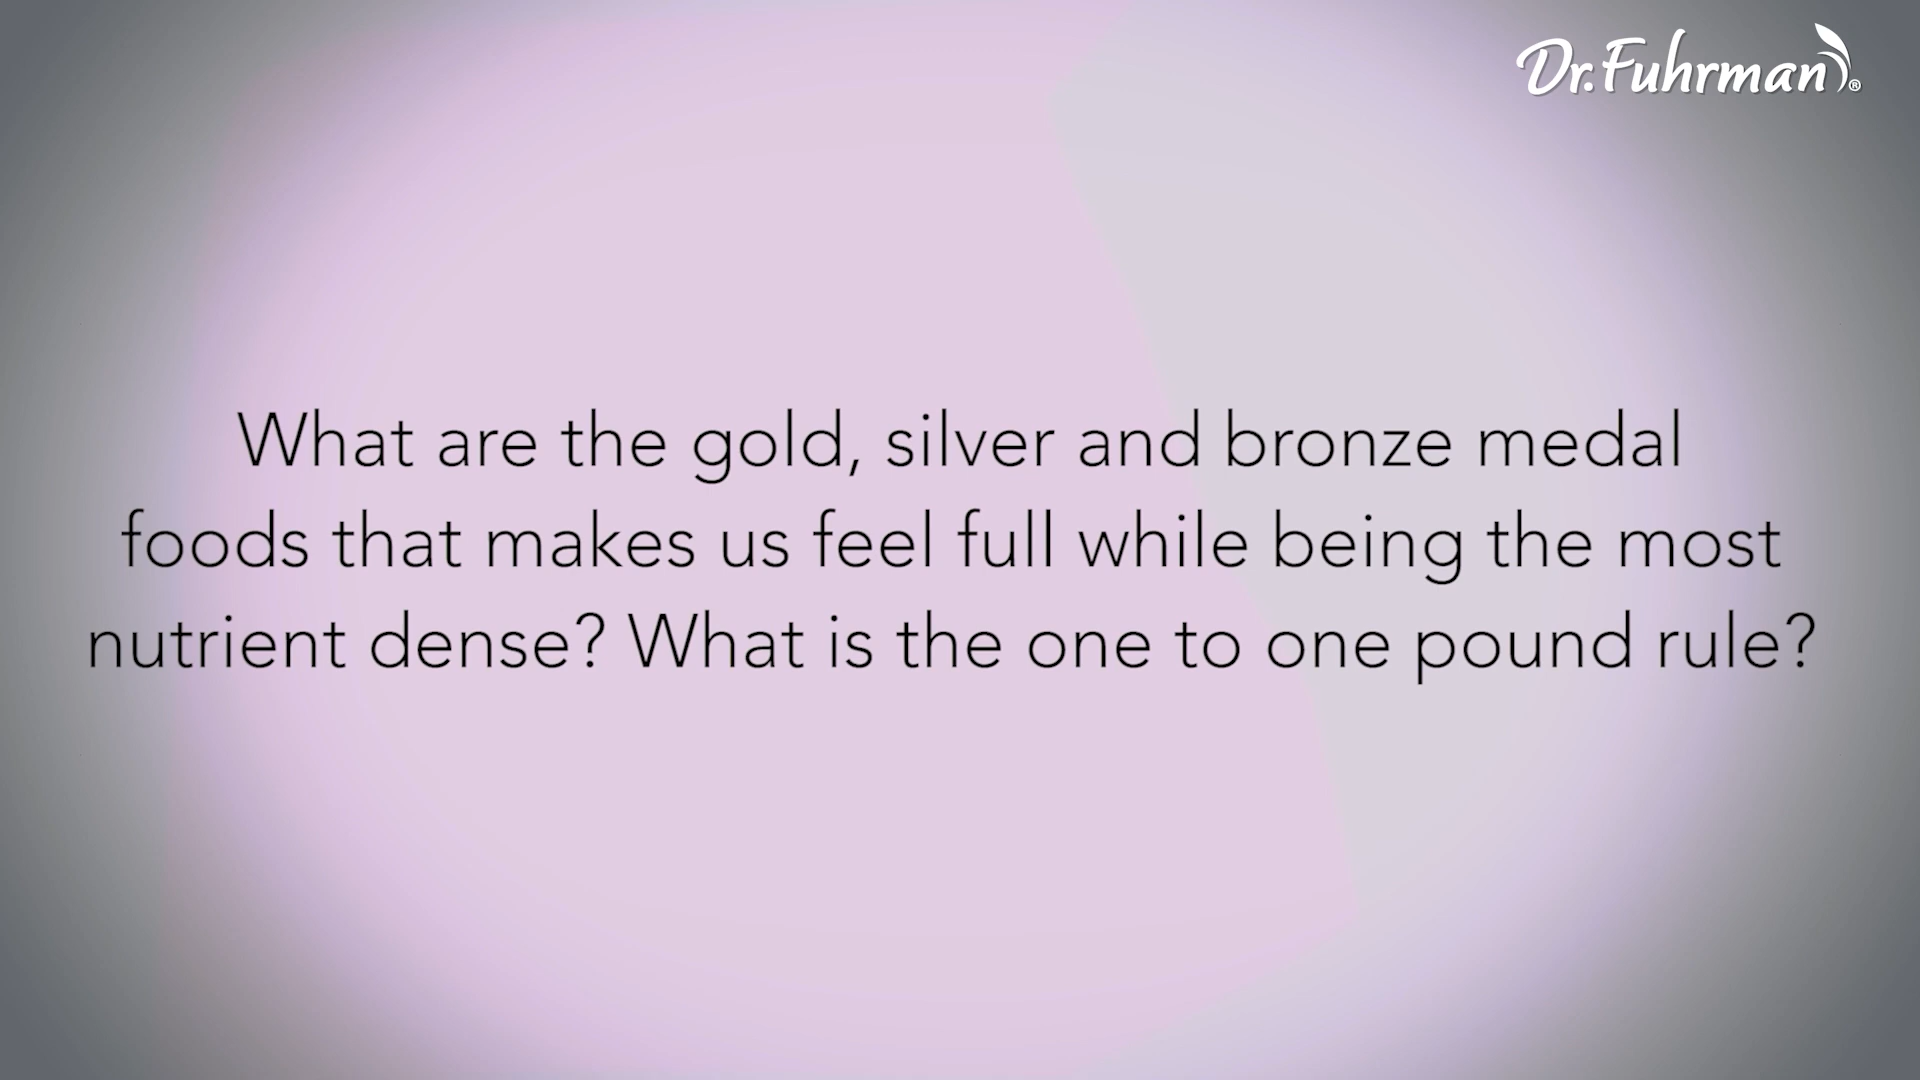 Dr. Fuhrman®
What are the gold, silver and bronze medal
foods that makes us feel full while being the most
nutrient dense? What is the one to one pound rule?